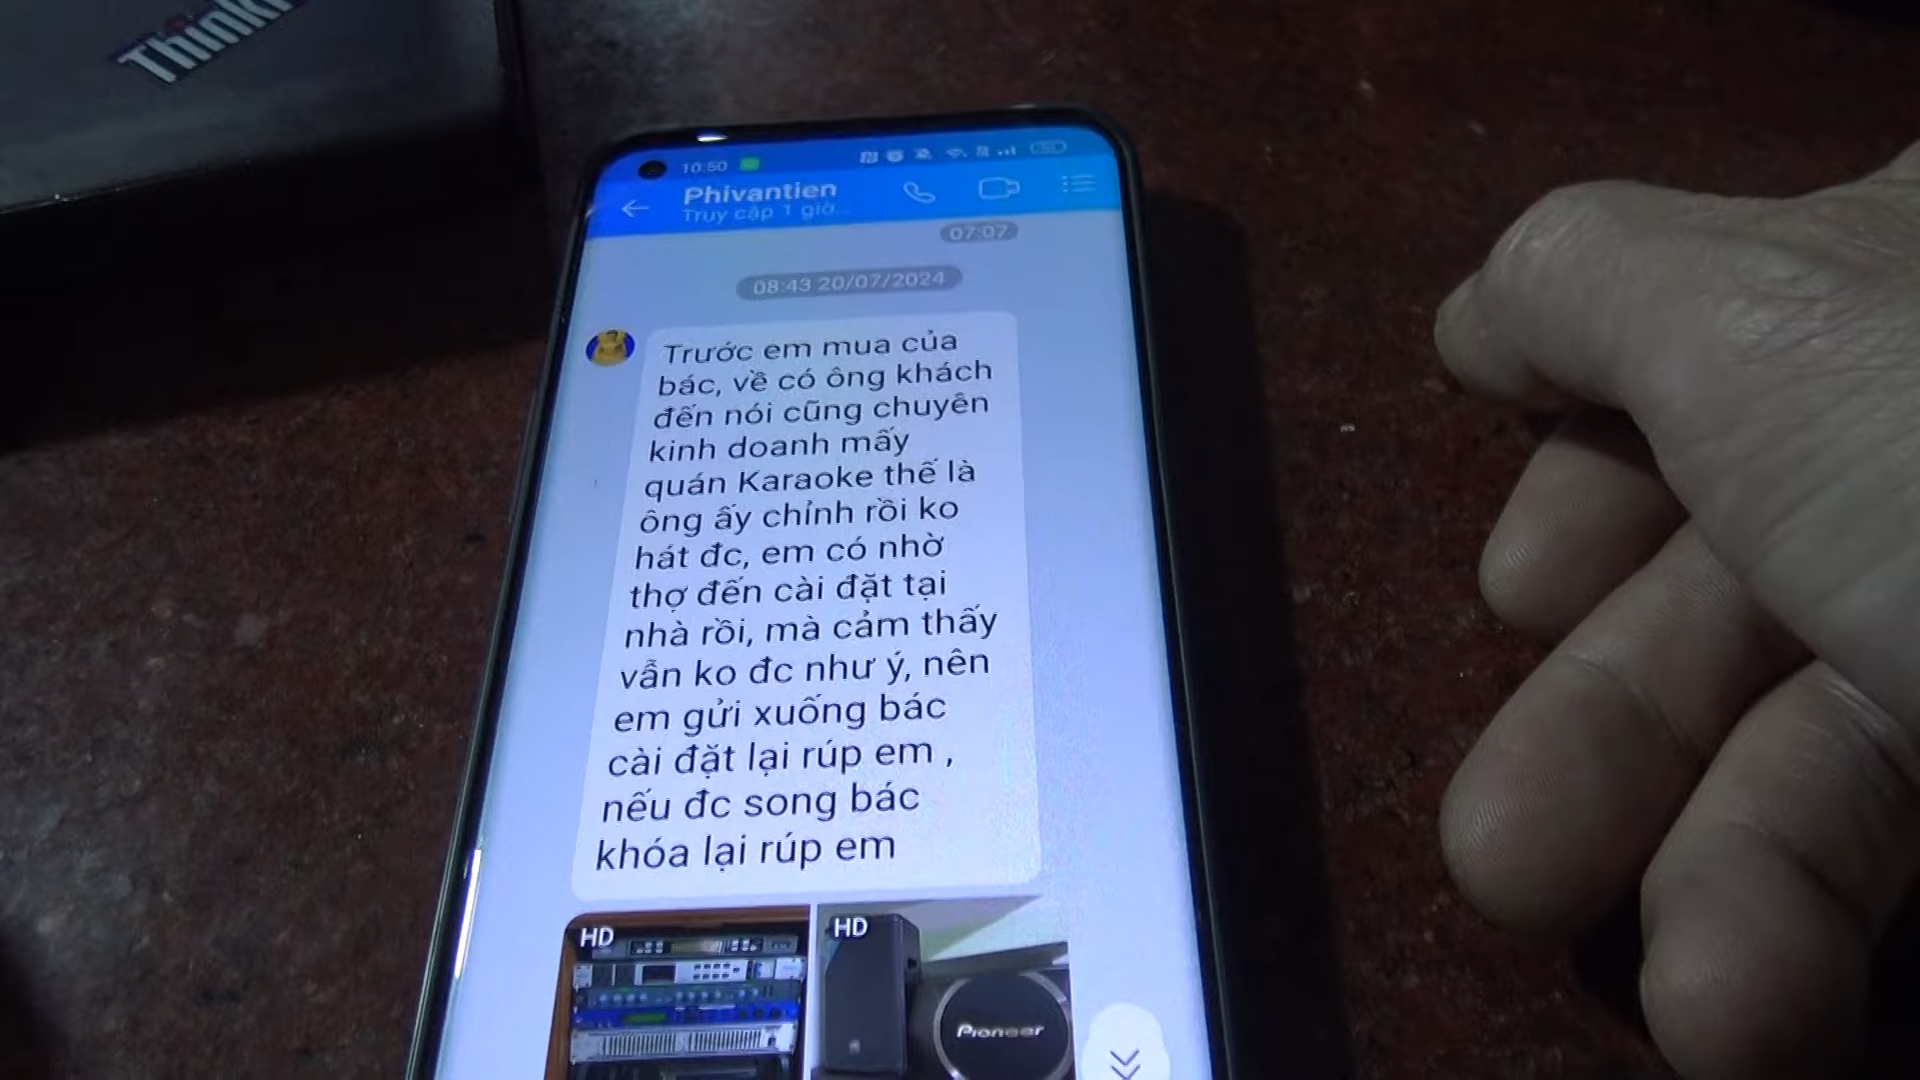 Think
10:50
Phivantien
Truy cập 1 giờ...
07:07
08:43 20/07/2024
Trước em mua của
bác, về có ông khách
đến nói cũng chuyên
kinh doanh mấy
quán Karaoke thế là
ông ấy chỉnh rồi ko
hát đc, em có nhờ
thợ đến cài đặt tại
nhà rồi, mà cảm thấy
vẫn ko đc như ý, nên
em gửi xuống bác
cài đặt lại rúp em ,
nếu đc song bác
khóa lại rúp em
HD
HD
Pioneer